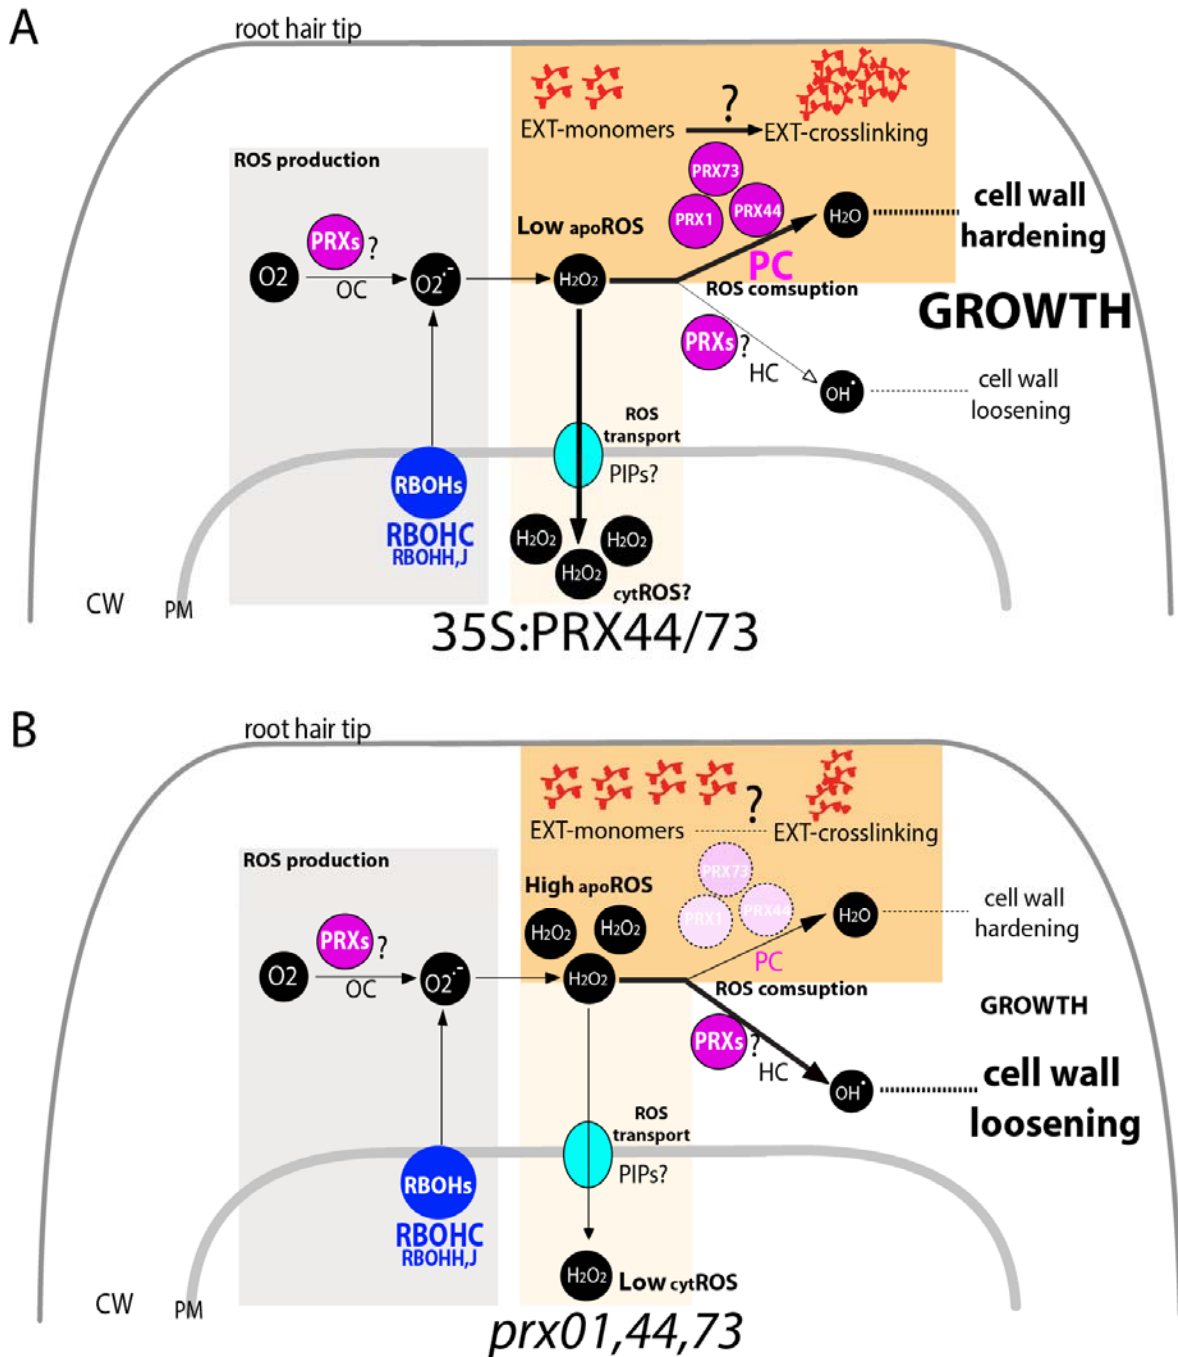 A
root hair tip
ROS production
EXT-monomers
?
EXT-crosslinking
PRX73
PRX1
PRX44
PRXs
?
O2
OC
O2·-
Low apoROS
H2O2
PC
H2O
cell wall
hardening
ROS comsuption
GROWTH
PRXs
?
HC
OH·
cell wall
loosening
ROS
transport
PIPs?
RBOHs
RBOHC
RBOHH,J
H2O2
H2O2
H2O2
cytROS?
CW
PM
35S:PRX44/73
B
root hair tip
ROS production
EXT-monomers
?
EXT-crosslinking
PRX73
PRX1
PRX44
High apoROS
H2O2
H2O2
PRXs
?
O2
OC
O2·-
H2O2
PC
H2O
cell wall
hardening
ROS comsuption
GROWTH
PRXs
?
HC
OH·
cell wall
loosening
ROS
transport
PIPs?
RBOHs
RBOHC
RBOHH,J
H2O2
Low cytROS
CW
PM
prx01,44,73